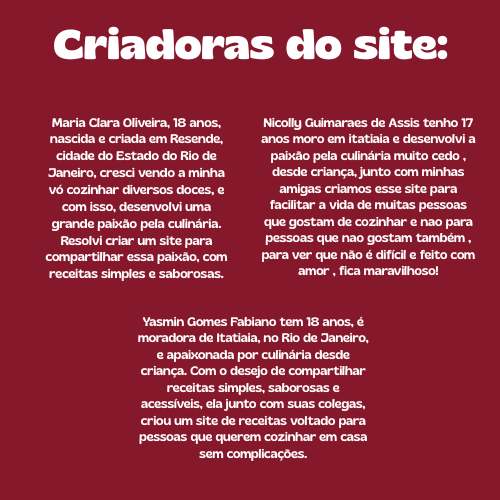 Criadoras do site:
Maria Clara Oliveira, 18 anos,
nascida e criada em Resende,
cidade do Estado do Rio de
Janeiro, cresci vendo a minha
vó cozinhar diversos doces, e
com isso, desenvolvi uma
grande paixão pela culinária.
Resolvi criar um site para
compartilhar essa paixão, com
receitas simples e saborosas.
Nicolly Guimaraes de Assis tenho 17
anos moro em itatiaia e desenvolvi a
paixão pela culinária muito cedo ,
desde criança, junto com minhas
amigas criamos esse site para
facilitar a vida de muitas pessoas
que gostam de cozinhar e nao para
pessoas que nao gostam também ,
para ver que não é difícil e feito com
amor , fica maravilhoso!
Yasmin Gomes Fabiano tem 18 anos, é
moradora de Itatiaia, no Rio de Janeiro,
e apaixonada por culinária desde
criança. Com o desejo de compartilhar
receitas simples, saborosas e
acessíveis, ela junto com suas colegas,
criou um site de receitas voltado para
pessoas que querem cozinhar em casa
sem complicações.